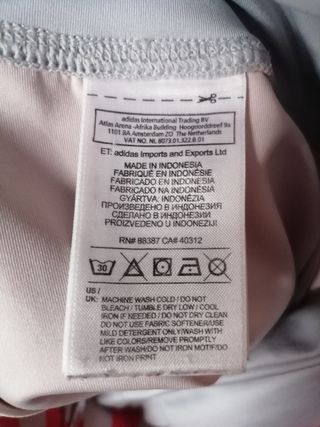 adidas International Trading BV
Atlas Arena -Afrika Building Hoogoorddreef 9a
1101 BA Amsterdam ZO The Netherlands
VAT NO. NL 8073.01.322.B.01
ET: adidas Imports and Exports Ltd
MADE IN INDONESIA
FABRIQUÉ EN INDONÉSIE
FABRICADO EN INDONESIA
FABRICADO NA INDONÉSIA
GYÁRTVA: INDONÉZIA
ПРОИЗВЕДЕНО В ИНДОНЕЗИЯ
СДЕЛАНО В ИНДОНЕЗИИ
PROIZVEDENO U INDONEZIJI
RN# 88387 CA# 40312
30
US /
UK: MACHINE WASH COLD / DO NOT
BLEACH / TUMBLE DRY LOW / COOL
IRON IF NEEDED / DO NOT DRY CLEAN
DO NOT USE FABRIC SOFTENER/USE
MILD DETERGENT ONLY/WASH WITH
LIKE COLORS/REMOVE PROMPTLY
AFTER WASH/DO NOT IRON MOTIF/DO
NOT IRON PRINT